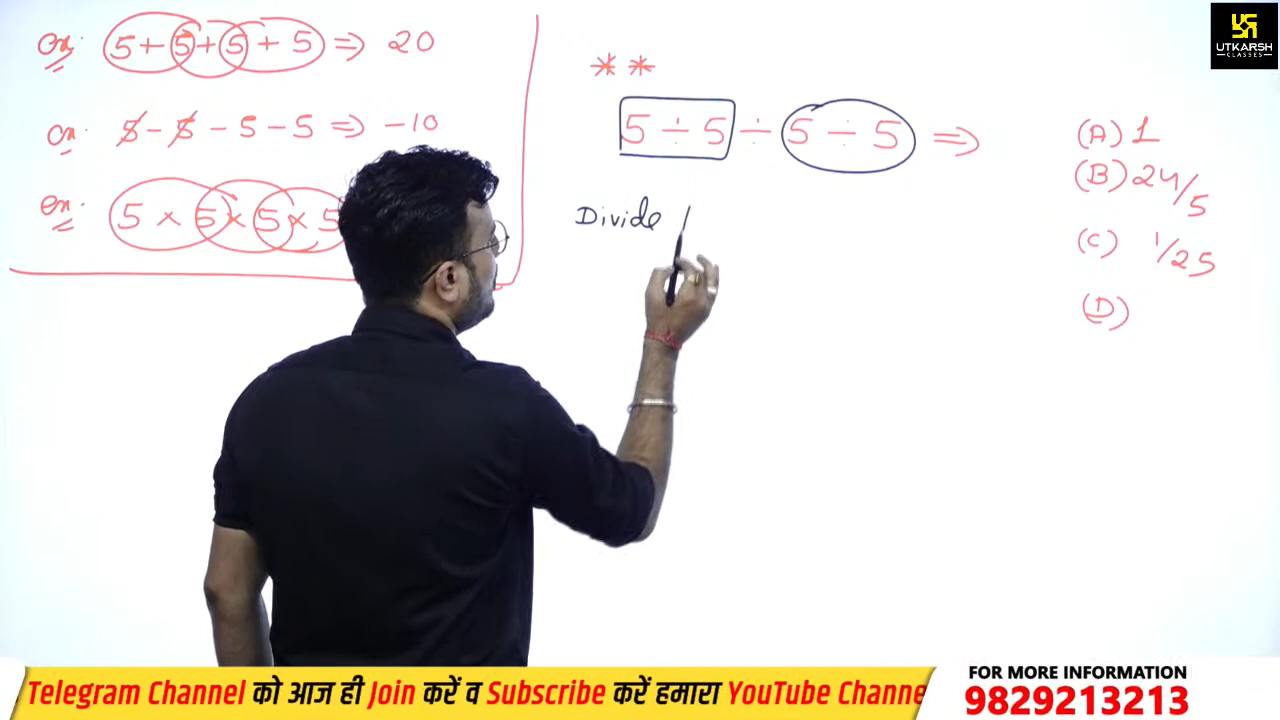 Ex: 5 + 5 + 5 + 5 ⇒ 20
Ex: 5 - 5 - 5 - 5 ⇒ -10
Ex: 5 × 5 × 5 × 5
**
5 ÷ 5 ÷ 5 ÷ 5 ⇒
(A) 1
(B) 24/5
(C) 1/25
(D)
Divide
UTKARSH
CLASSES
Telegram Channel को आज ही Join करें व Subscribe करें हमारा YouTube Channe
FOR MORE INFORMATION
9829213213